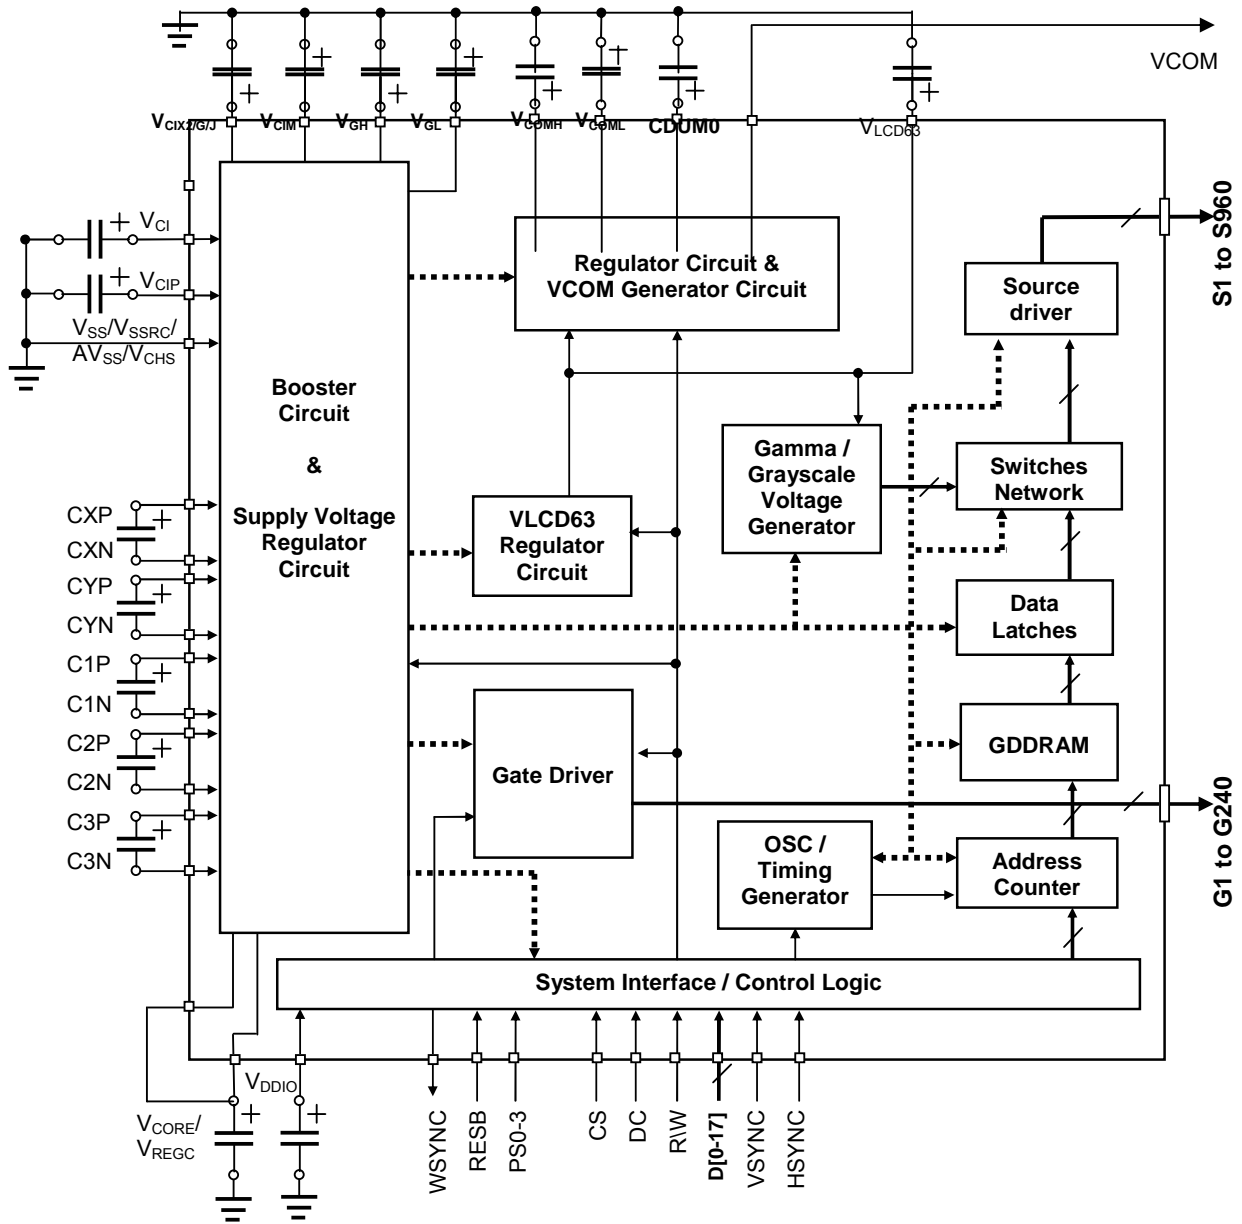 VCOM
VCIX2/G/J
VCIM
VGH
VGL
VCOMH
VCOML
CDUM0
VLCD63
VCI
VCIP
VSS/VSSRC/
AVSS/VCHS
Booster
Circuit
&
Supply Voltage
Regulator
Circuit
Regulator Circuit &
VCOM Generator Circuit
Source
driver
S1 to S960
Gamma /
Grayscale
Voltage
Generator
Switches
Network
VLCD63
Regulator
Circuit
CXP
CXN
CYP
CYN
C1P
C1N
C2P
C2N
C3P
C3N
Data
Latches
GDDRAM
Gate Driver
G1 to G240
OSC /
Timing
Generator
Address
Counter
System Interface / Control Logic
VDDIO
VCORE/
VREGC
WSYNC
RESB
PS0-3
CS
DC
R\W
D[0-17]
VSYNC
HSYNC